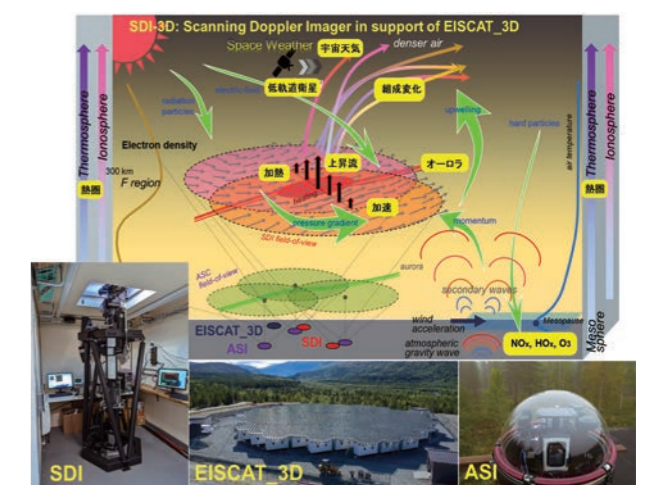 SDI-3D: Scanning Doppler Imager in support of EISCAT_3D
Space Weather
宇宙天気
denser air
低軌道衛星
electric field
組成変化
radiation
particles
upwelling
hard particles
Thermosphere
Ionosphere
熱圏
Electron density
300 km
F region
加熱
上昇流
オーロラ
heating
加速
pressure gradient
momentum
SDI field-of-view
air temperature
Thermosphere
Ionosphere
熱圏
ASC
field-of-view
aurora
secondary waves
EISCAT_3D
ASI
SDI
wind
acceleration
Mesopause
atmospheric
gravity wave
NOx, HOx, O3
Meso
sphere
SDI
EISCAT_3D
ASI